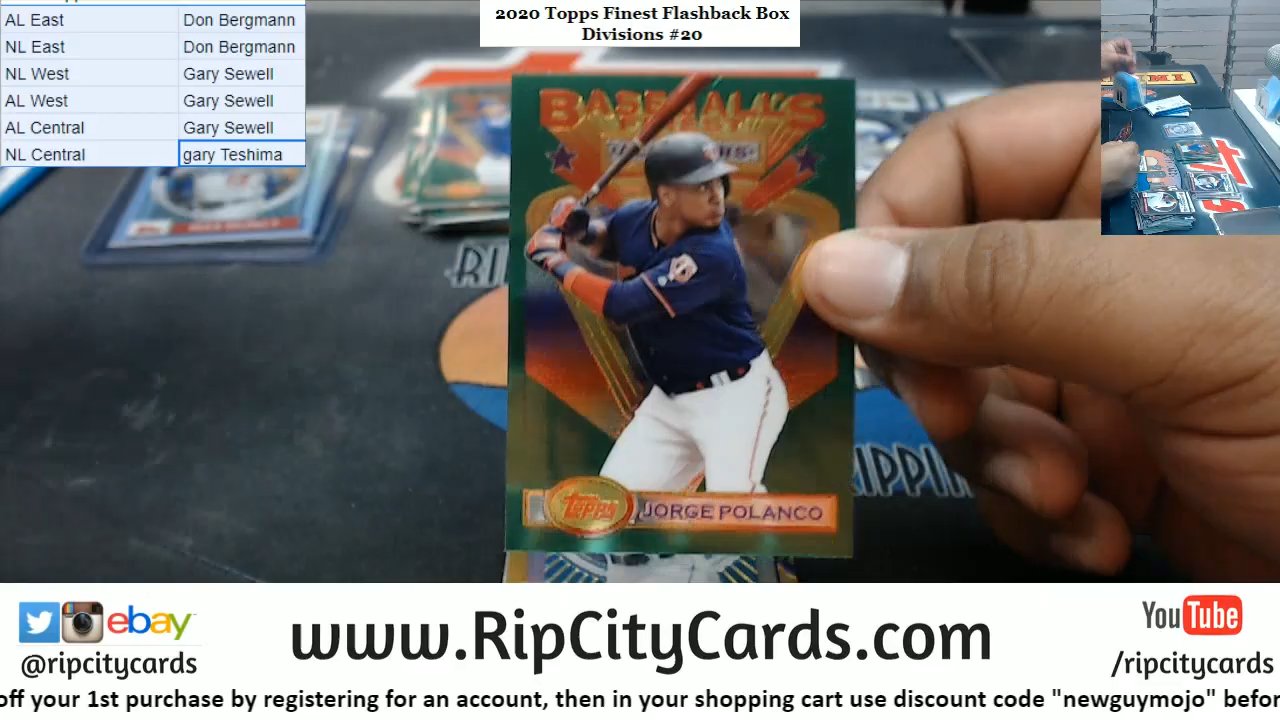 AL East Don Bergmann
NL East Don Bergmann
NL West Gary Sewell
AL West Gary Sewell
AL Central Gary Sewell
NL Central gary Teshima
2020 Topps Finest Flashback Box
Divisions #20
BASEBALL'S
Topps
JORGE POLANCO
RIPPIN
ebay
@ripcitycards
www.RipCityCards.com
YouTube
/ripcitycards
off your 1st purchase by registering for an account, then in your shopping cart use discount code "newguymojo" befor